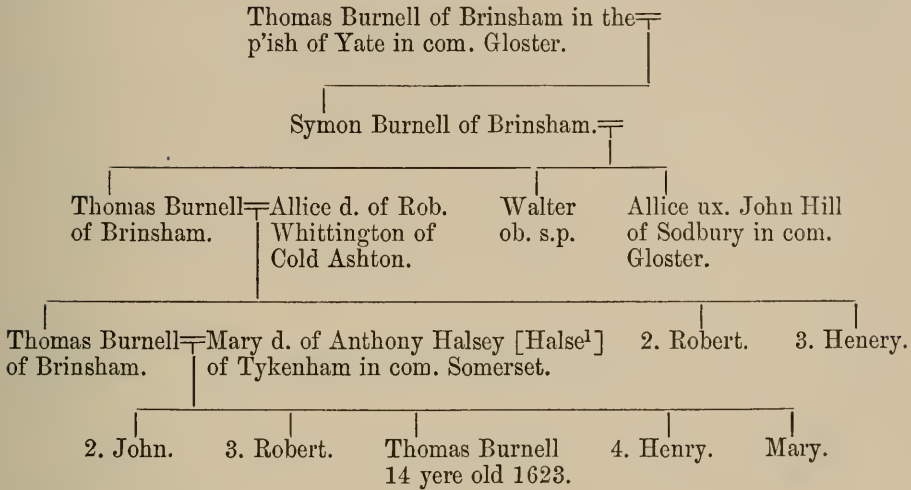 Thomas Burnell of Brinsham in the
p'ish of Yate in com. Gloster.
Symon Burnell of Brinsham.
Thomas Burnell
of Brinsham.
Allice d. of Rob.
Whittington of
Cold Ashton.
Walter
ob. s.p.
Allice ux. John Hill
of Sodbury in com.
Gloster.
Thomas Burnell
of Brinsham.
Mary d. of Anthony Halsey [Halse¹]
of Tykenham in com. Somerset.
2. Robert.
3. Henery.
2. John.
3. Robert.
Thomas Burnell
14 yere old 1623.
4. Henry.
Mary.